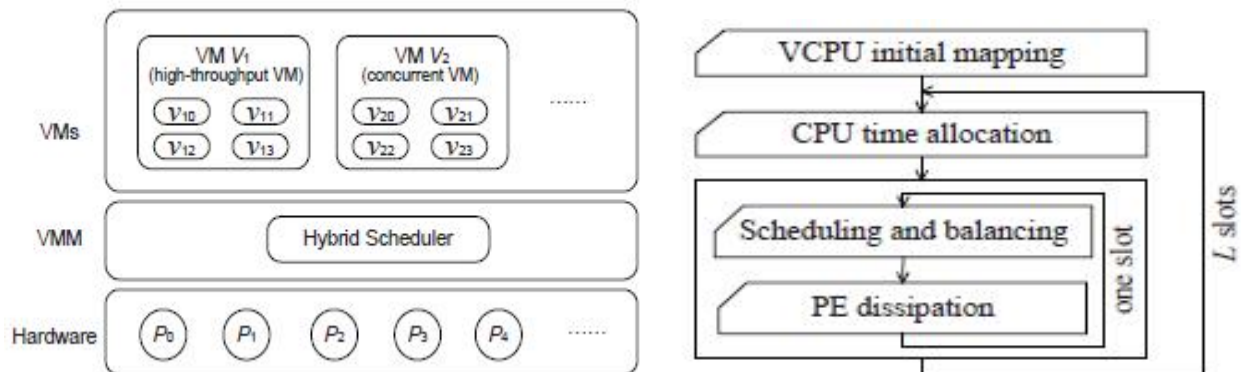 VMs
VM V1
(high-throughput VM)
v10 v11
v12 v13
VM V2
(concurrent VM)
v20 v21
v22 v23
......
VMM
Hybrid Scheduler
Hardware
P0 P1 P2 P3 P4 ......
VCPU initial mapping
CPU time allocation
Scheduling and balancing
PE dissipation
one slot
L slots